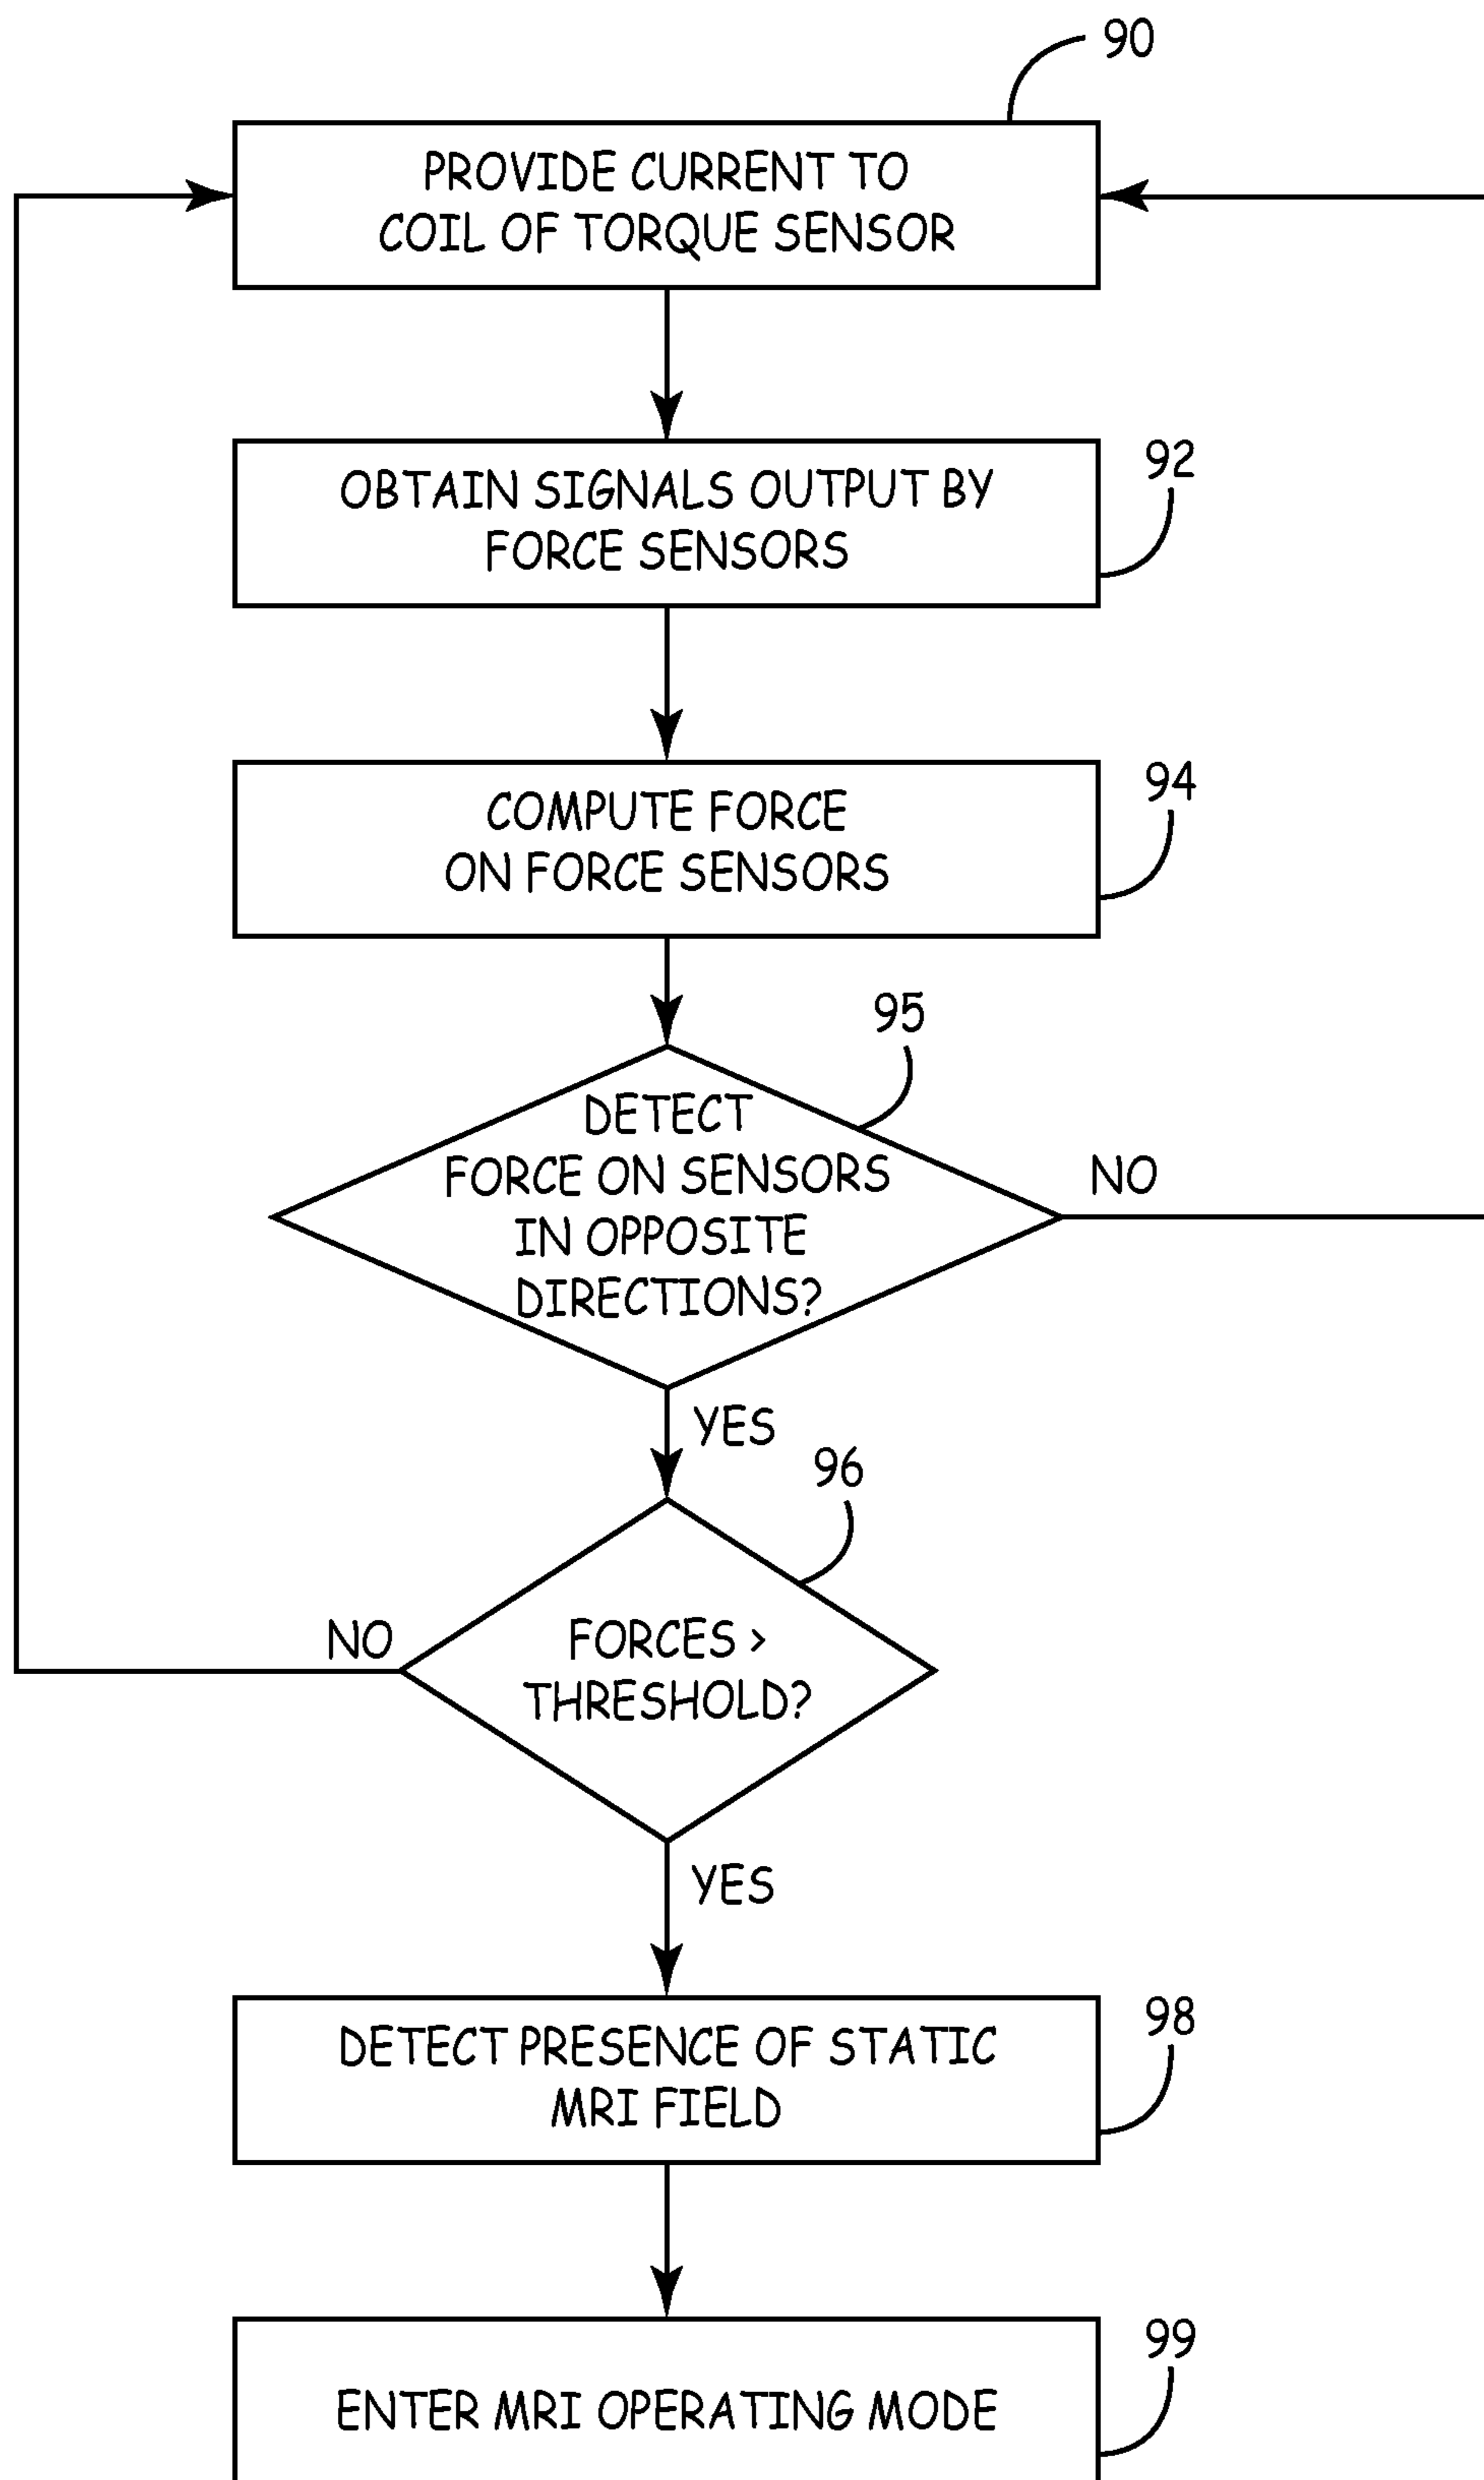 90
PROVIDE CURRENT TO
COIL OF TORQUE SENSOR
92
OBTAIN SIGNALS OUTPUT BY
FORCE SENSORS
94
COMPUTE FORCE
ON FORCE SENSORS
95
DETECT
FORCE ON SENSORS
IN OPPOSITE
DIRECTIONS?
NO
YES
96
FORCES >
THRESHOLD?
NO
YES
98
DETECT PRESENCE OF STATIC
MRI FIELD
99
ENTER MRI OPERATING MODE